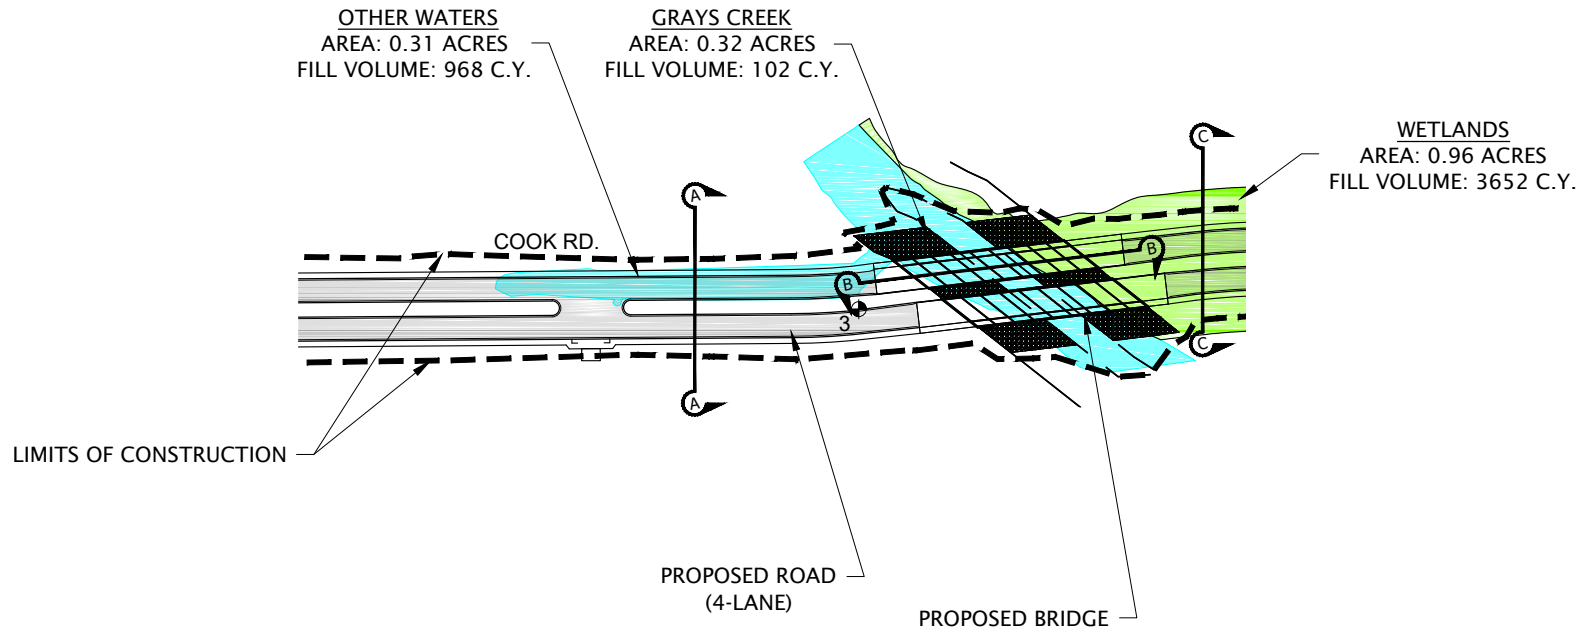 OTHER WATERS
AREA: 0.31 ACRES
FILL VOLUME: 968 C.Y.
GRAYS CREEK
AREA: 0.32 ACRES
FILL VOLUME: 102 C.Y.
WETLANDS
AREA: 0.96 ACRES
FILL VOLUME: 3652 C.Y.
C
A
COOK RD.
B
B
3
C
A
LIMITS OF CONSTRUCTION
PROPOSED ROAD
(4-LANE)
PROPOSED BRIDGE